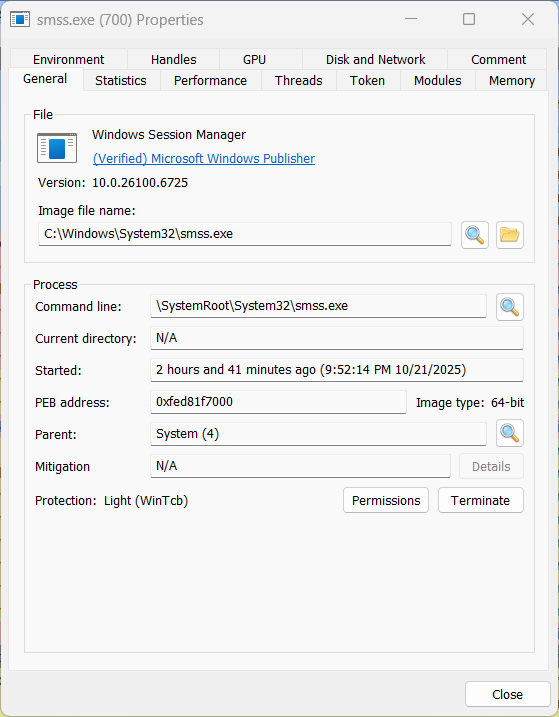 smss.exe (700) Properties
Environment Handles GPU Disk and Network Comment
General Statistics Performance Threads Token Modules Memory
File
Windows Session Manager
(Verified) Microsoft Windows Publisher
Version: 10.0.26100.6725
Image file name:
C:\Windows\System32\smss.exe
Process
Command line: \SystemRoot\System32\smss.exe
Current directory: N/A
Started: 2 hours and 41 minutes ago (9:52:14 PM 10/21/2025)
PEB address: 0xfed81f7000 Image type: 64-bit
Parent: System (4)
Mitigation N/A Details
Protection: Light (WinTcb) Permissions Terminate
Close